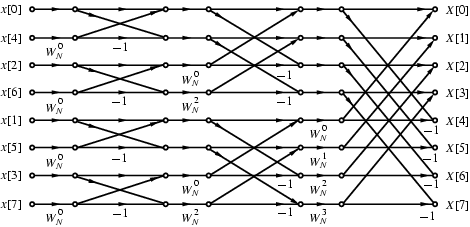 x[0] X[0]
x[4] X[1]
W_N^0 −1
x[2] X[2]
W_N^0 −1
x[6] X[3]
W_N^0 −1 W_N^2 −1
x[1] X[4]
W_N^0 −1
x[5] X[5]
W_N^0 −1 W_N^1 −1
x[3] X[6]
W_N^0 −1 W_N^2 −1
x[7] X[7]
W_N^0 −1 W_N^2 −1 W_N^3 −1